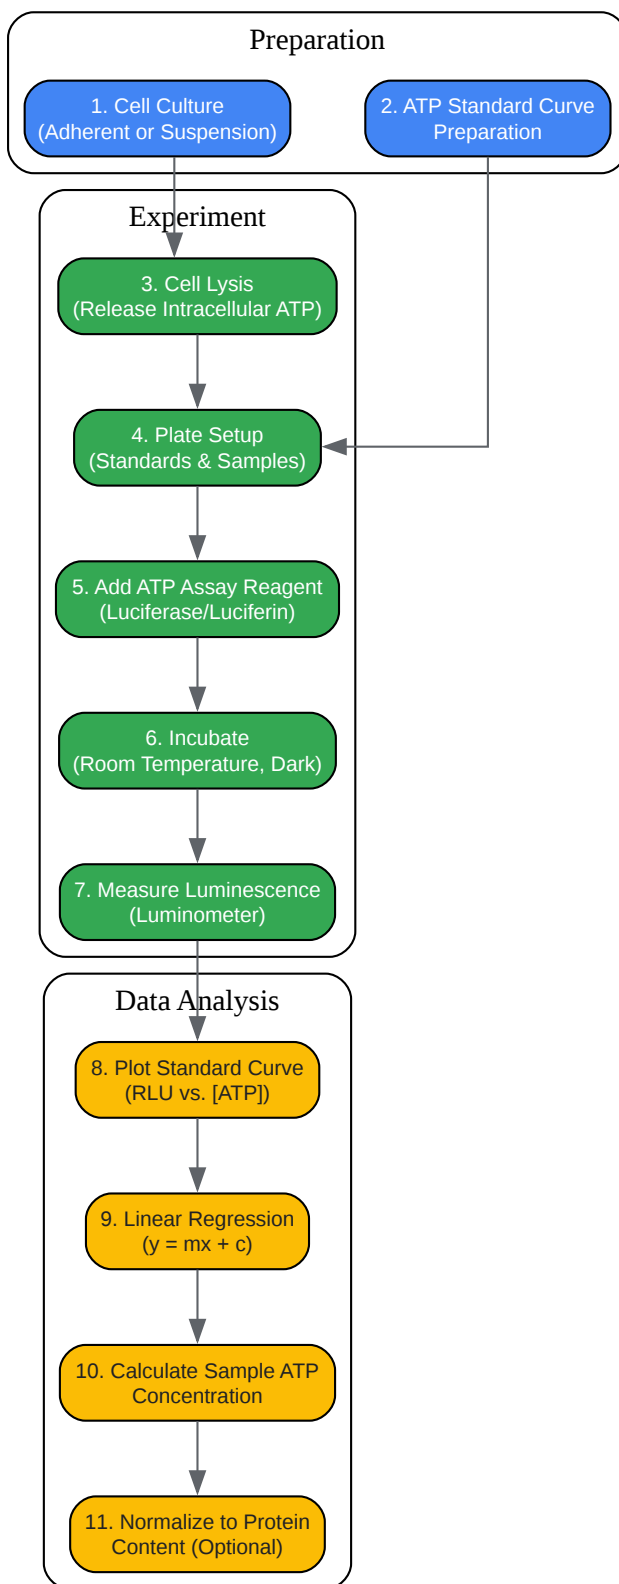 Preparation
1. Cell Culture
(Adherent or Suspension)
2. ATP Standard Curve
Preparation
Experiment
3. Cell Lysis
(Release Intracellular ATP)
4. Plate Setup
(Standards & Samples)
5. Add ATP Assay Reagent
(Luciferase/Luciferin)
6. Incubate
(Room Temperature, Dark)
7. Measure Luminescence
(Luminometer)
Data Analysis
8. Plot Standard Curve
(RLU vs. [ATP])
9. Linear Regression
(y = mx + c)
10. Calculate Sample ATP
Concentration
11. Normalize to Protein
Content (Optional)